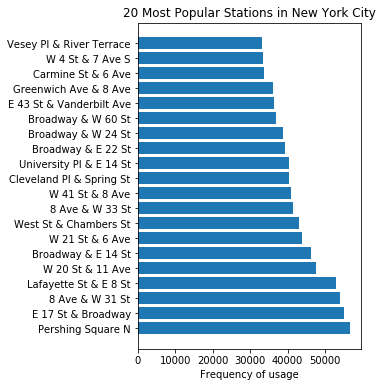 20 Most Popular Stations in New York City
Vesey Pl & River Terrace
W 4 St & 7 Ave S
Carmine St & 6 Ave
Greenwich Ave & 8 Ave
E 43 St & Vanderbilt Ave
Broadway & W 60 St
Broadway & W 24 St
Broadway & E 22 St
University Pl & E 14 St
Cleveland Pl & Spring St
W 41 St & 8 Ave
8 Ave & W 33 St
West St & Chambers St
W 21 St & 6 Ave
Broadway & E 14 St
W 20 St & 11 Ave
Lafayette St & E 8 St
8 Ave & W 31 St
E 17 St & Broadway
Pershing Square N
0 10000 20000 30000 40000 50000
Frequency of usage